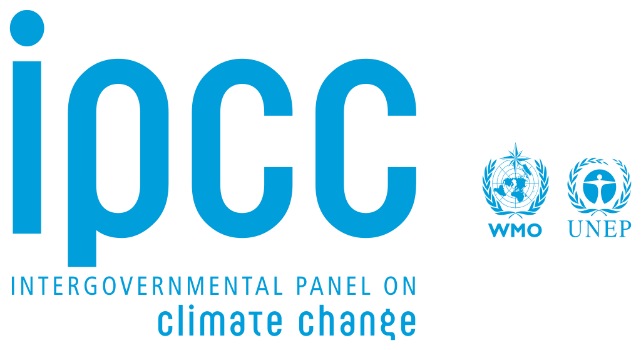 ipcc
INTERGOVERNMENTAL PANEL ON
climate change
WMO
UNEP